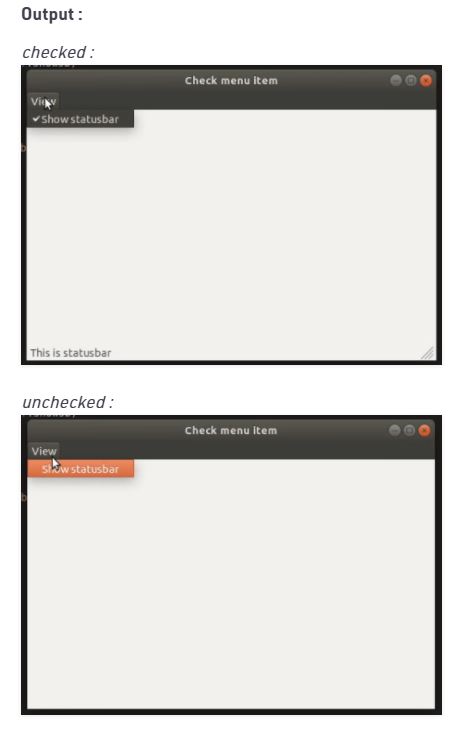 Output :
checked :
Check menu item
View
✔Show statusbar
This is statusbar
unchecked :
Check menu item
View
Show statusbar